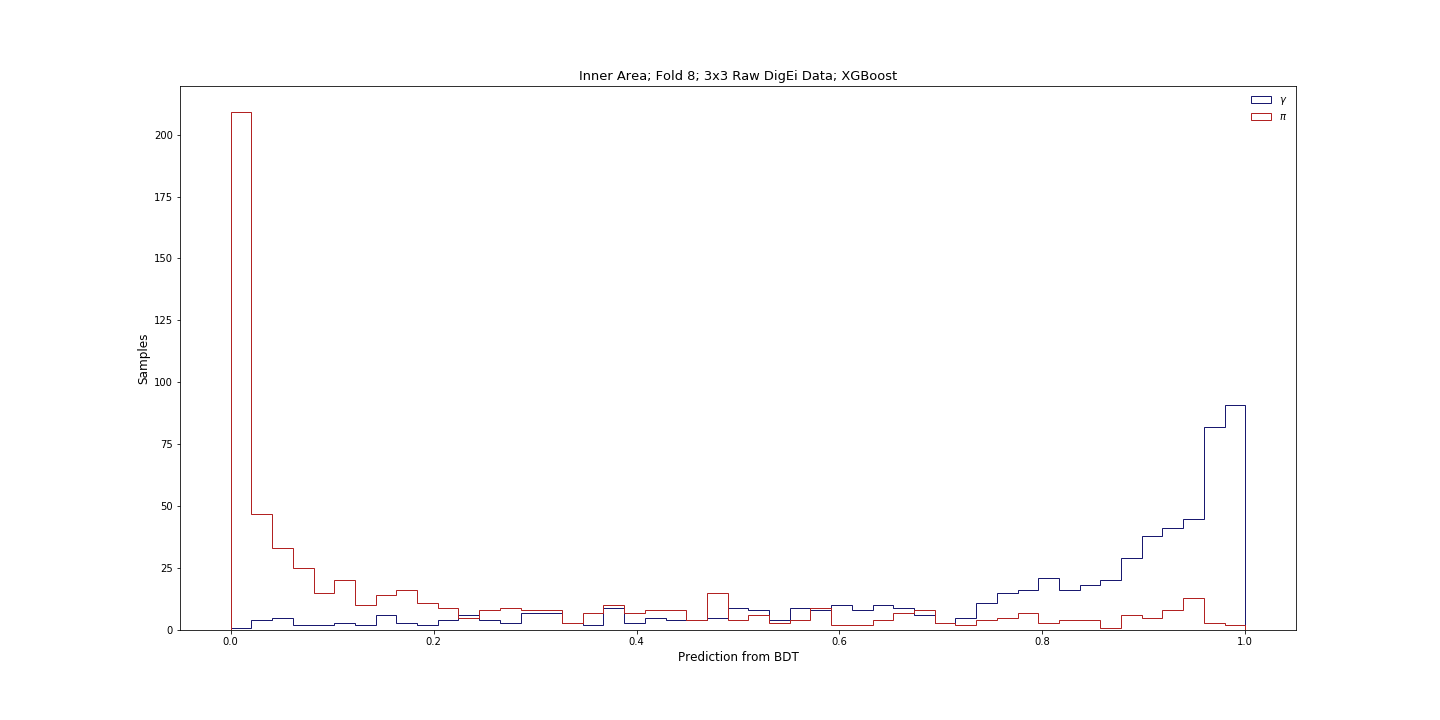 Inner Area; Fold 8; 3x3 Raw DigEi Data; XGBoost
γ
π
200
175
150
125
100
75
50
25
0
Samples
0.0 0.2 0.4 0.6 0.8 1.0
Prediction from BDT